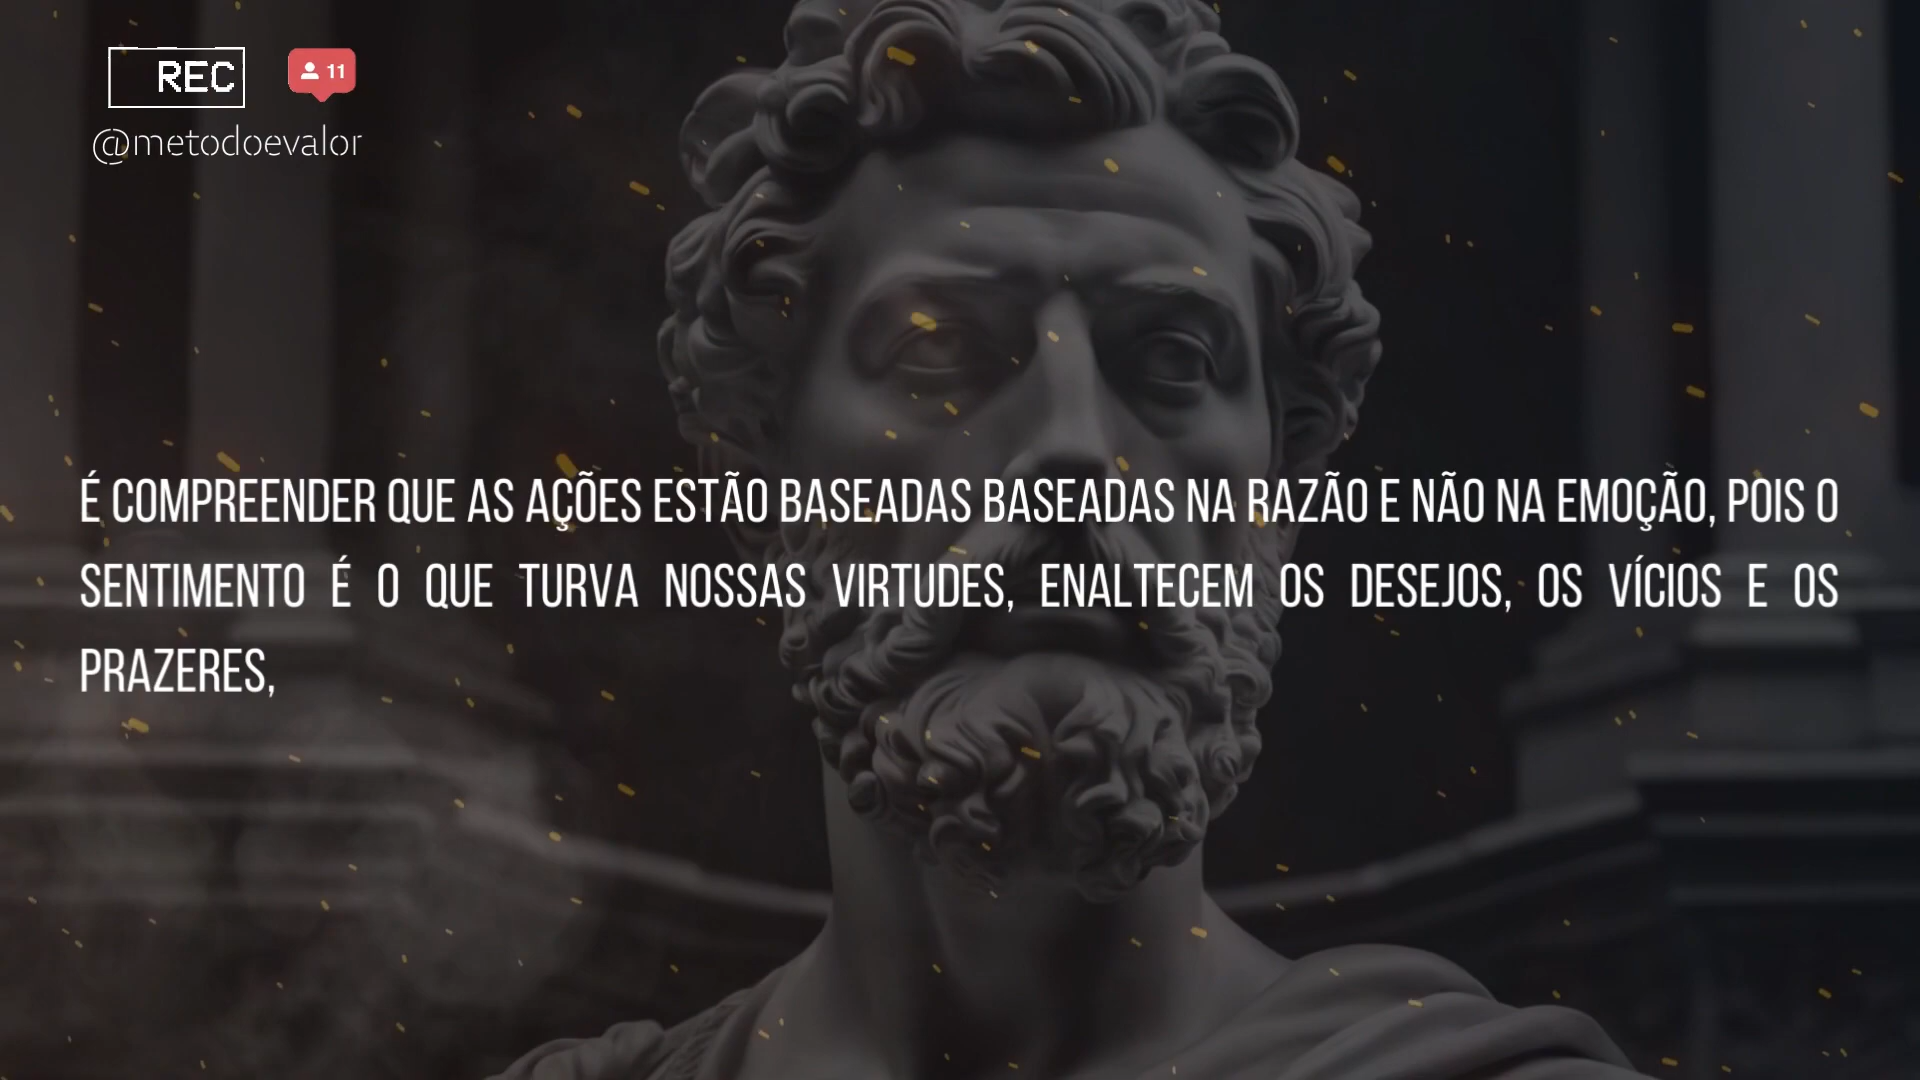 REC
11
@metodoevalor
É COMPREENDER QUE AS AÇÕES ESTÃO BASEADAS BASEADAS NA RAZÃO E NÃO NA EMOÇÃO, POIS O
SENTIMENTO É O QUE TURVA NOSSAS VIRTUDES, ENALTECEM OS DESEJOS, OS VÍCIOS E OS
PRAZERES,